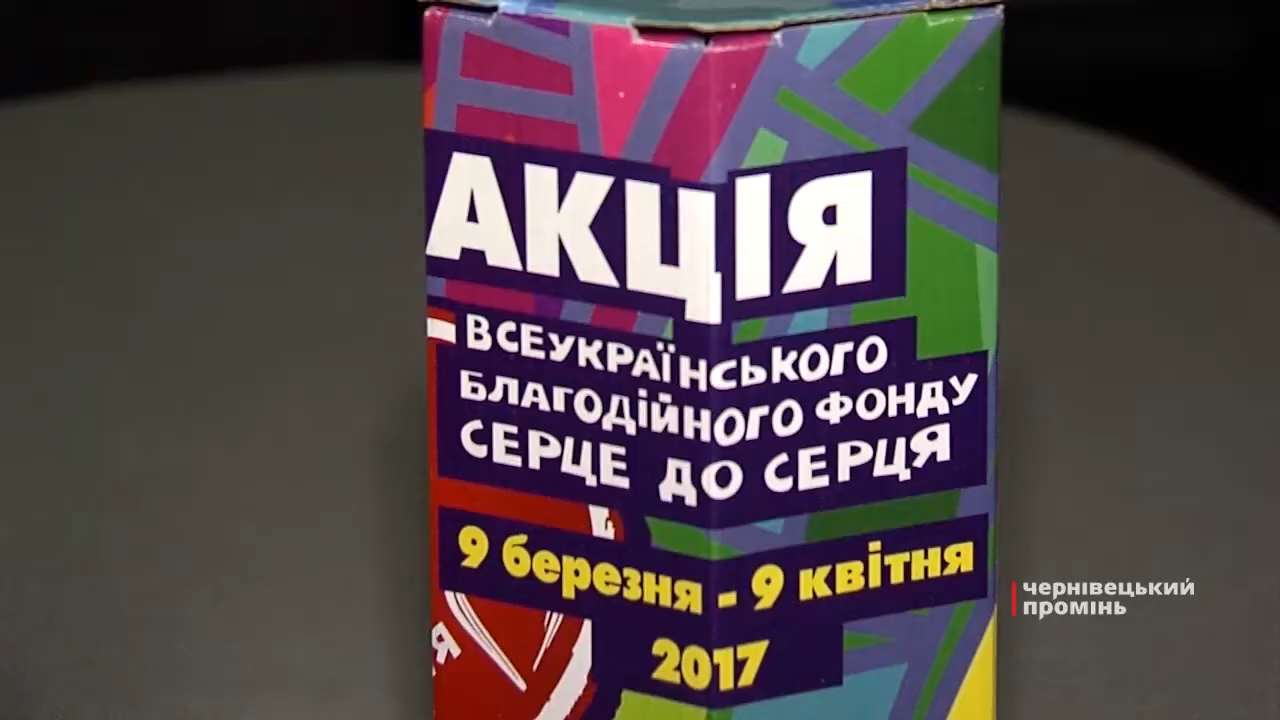 АКЦІЯ
ВСЕУКРАЇНСЬКОГО
БЛАГОДІЙНОГО ФОНДУ
СЕРЦЕ ДО СЕРЦЯ
9 березня - 9 квітня
2017
чернівецький
промінь